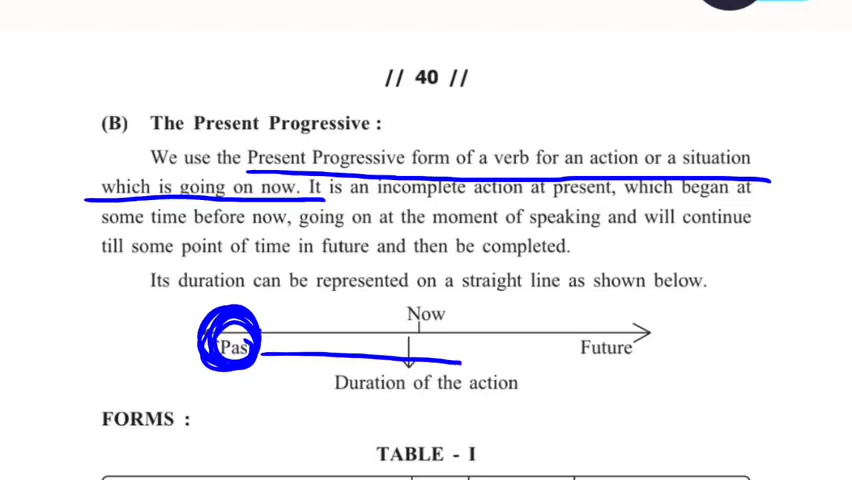 // 40 //
(B) The Present Progressive :
We use the Present Progressive form of a verb for an action or a situation
which is going on now. It is an incomplete action at present, which began at
some time before now, going on at the moment of speaking and will continue
till some point of time in future and then be completed.
Its duration can be represented on a straight line as shown below.
Now
Past Future
Duration of the action
FORMS :
TABLE - I